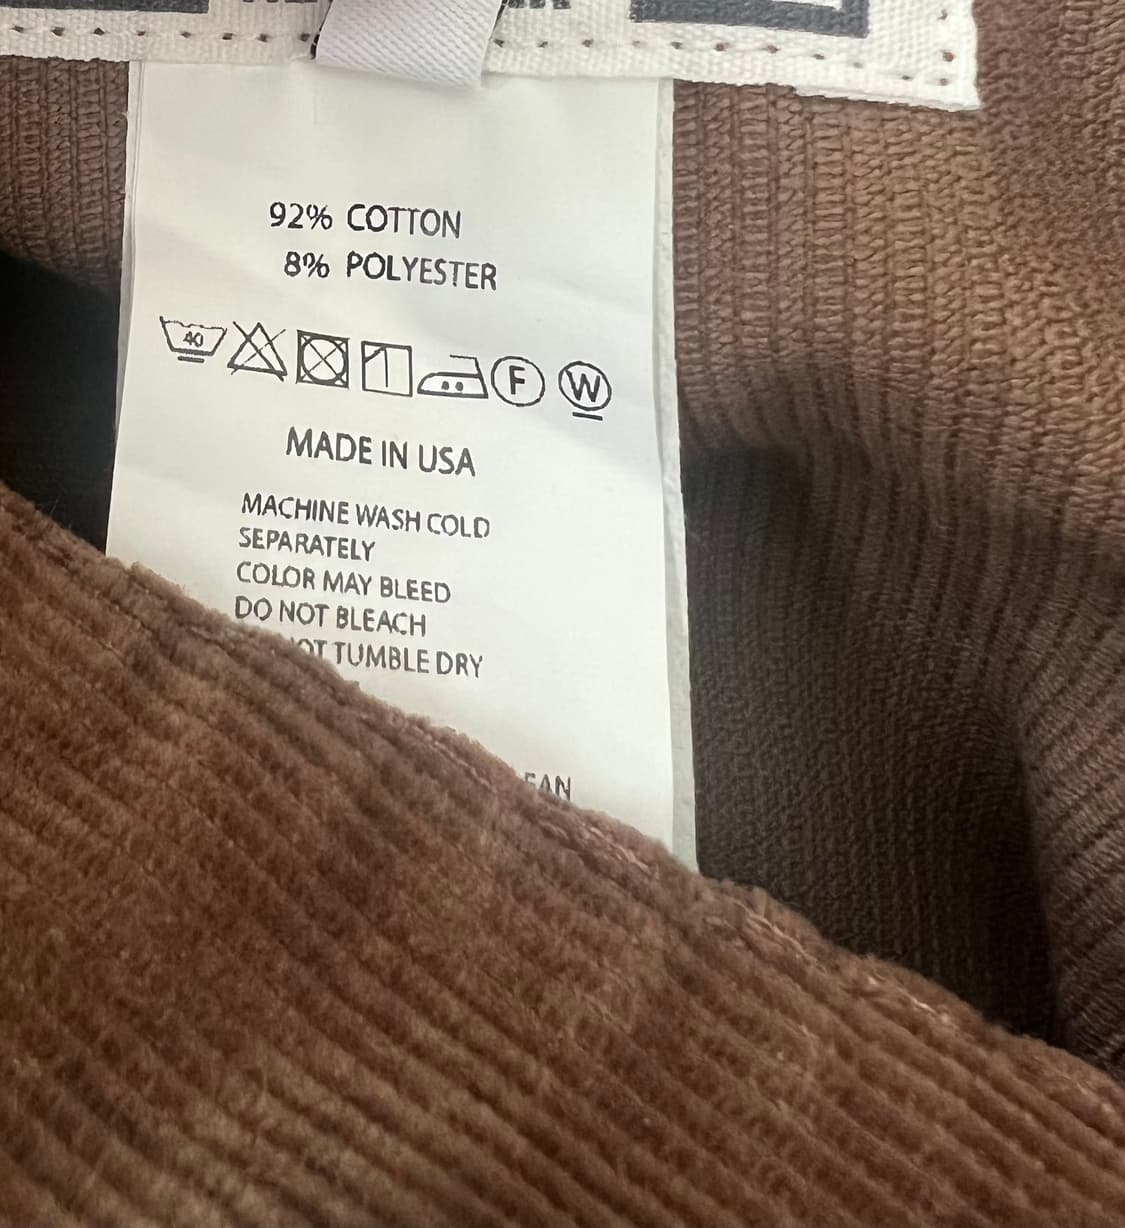 92% COTTON
8% POLYESTER
40 F W
MADE IN USA
MACHINE WASH COLD
SEPARATELY
COLOR MAY BLEED
DO NOT BLEACH
TUMBLE DRY